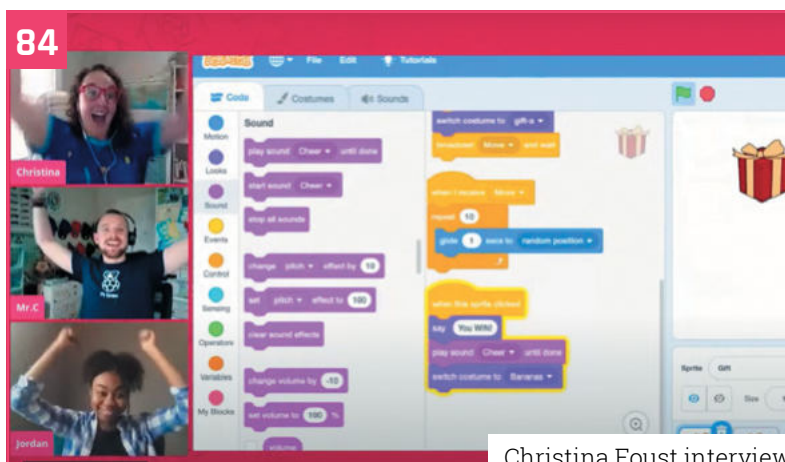 84
File Edit Tutorials
Code Costumes Sounds
Christina
Mr.C
Jordan
Motion
Looks
Sound
Events
Control
Sensing
Operators
Variables
My Blocks
Sound
play sound Cheer until done
start sound Cheer
stop all sounds
change pitch effect by 10
set pitch effect to 100
clear sound effects
change volume by -10
set volume to 100 %
volume
switch costume to gift-a
broadcast Move and wait
when I receive Move
repeat 10
glide 1 secs to random position
when this sprite clicked
say You WIN!
play sound Cheer until done
switch costume to Bananas
Sprite Gift
Size
Christina Foust interview